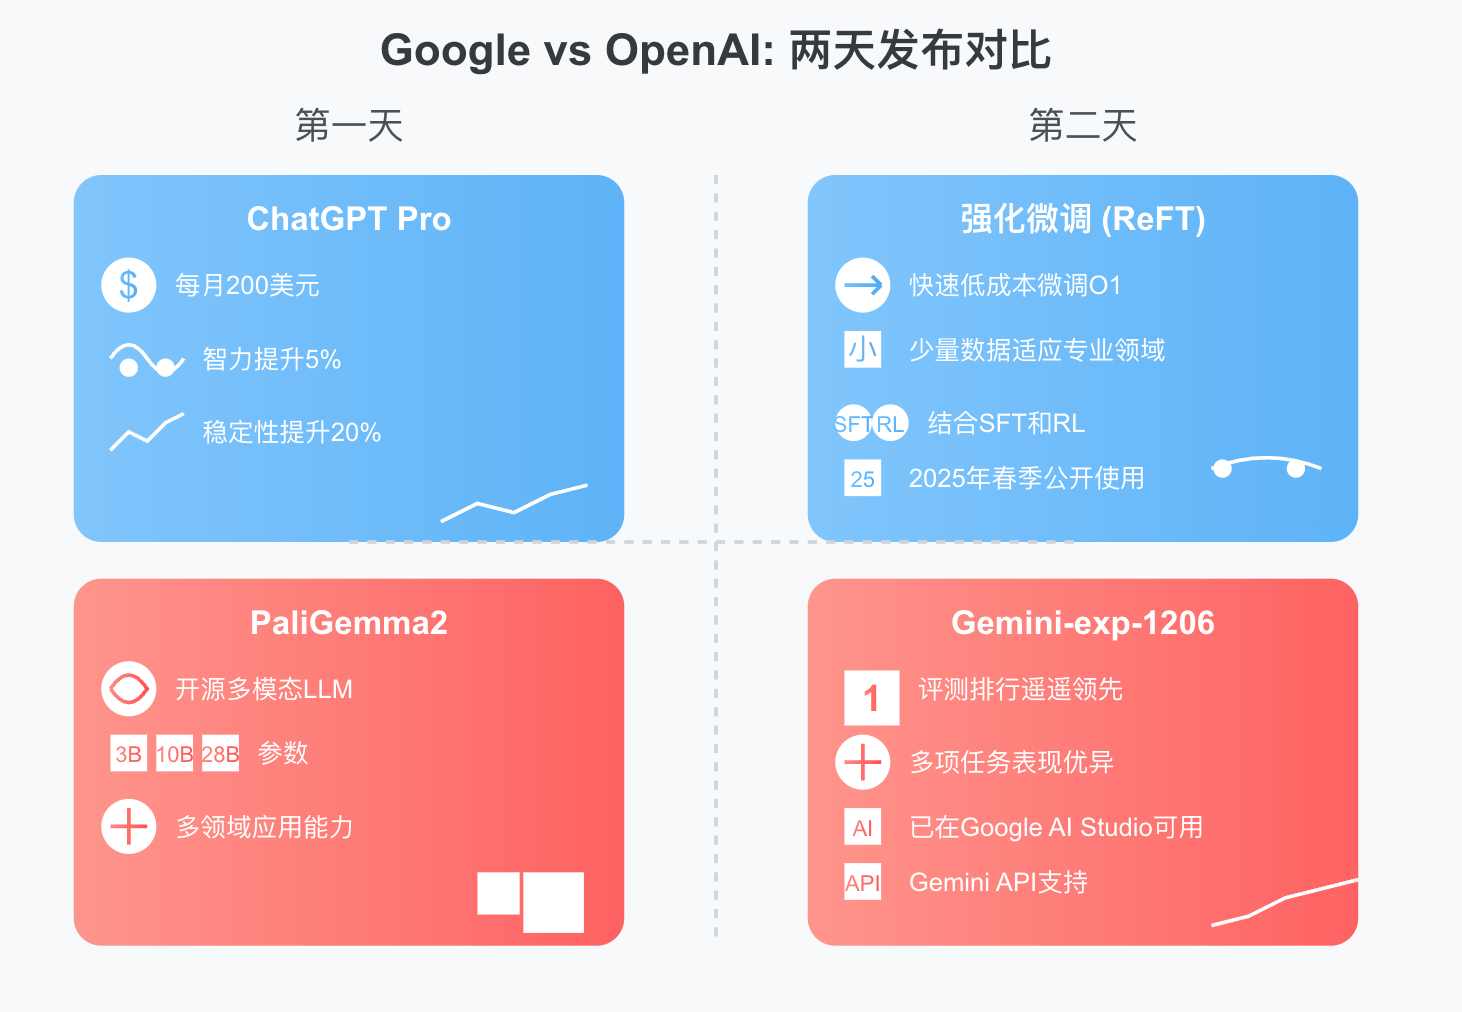 Google vs OpenAI: 两天发布对比
第一天
第二天
ChatGPT Pro
$ 每月200美元
智力提升5%
稳定性提升20%
强化微调 (ReFT)
快速低成本微调O1
小 少量数据适应专业领域
SFT RL 结合SFT和RL
25 2025年春季公开使用
PaliGemma2
开源多模态LLM
3B 10B 28B 参数
多领域应用能力
Gemini-exp-1206
1 评测排行遥遥领先
多项任务表现优异
AI 已在Google AI Studio可用
API Gemini API支持